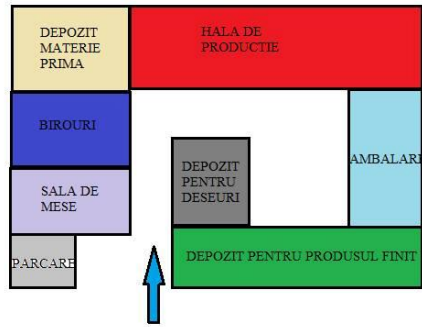 DEPOZIT
MATERIE
PRIMA
HALA DE
PRODUCTIE
BIROURI
AMBALARE
SALA DE
MESE
DEPOZIT
PENTRU
DESEURI
PARCARE
DEPOZIT PENTRU PRODUSUL FINIT